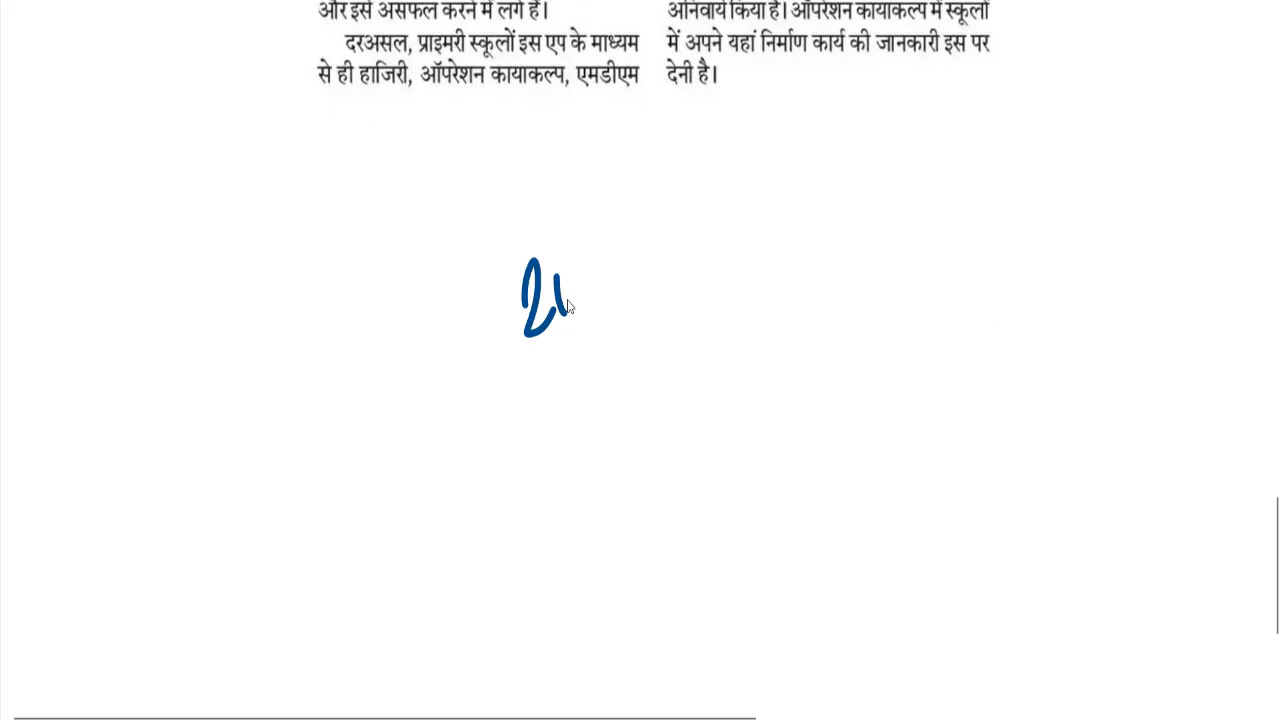 और इसे असफल करने में लगे हैं।
दरअसल, प्राइमरी स्कूलों इस एप के माध्यम
से ही हाजिरी, ऑपरेशन कायाकल्प, एमडीएम
अनिवार्य किया है। ऑपरेशन कायाकल्प में स्कूलों
में अपने यहां निर्माण कार्य की जानकारी इस पर
देनी है।
2